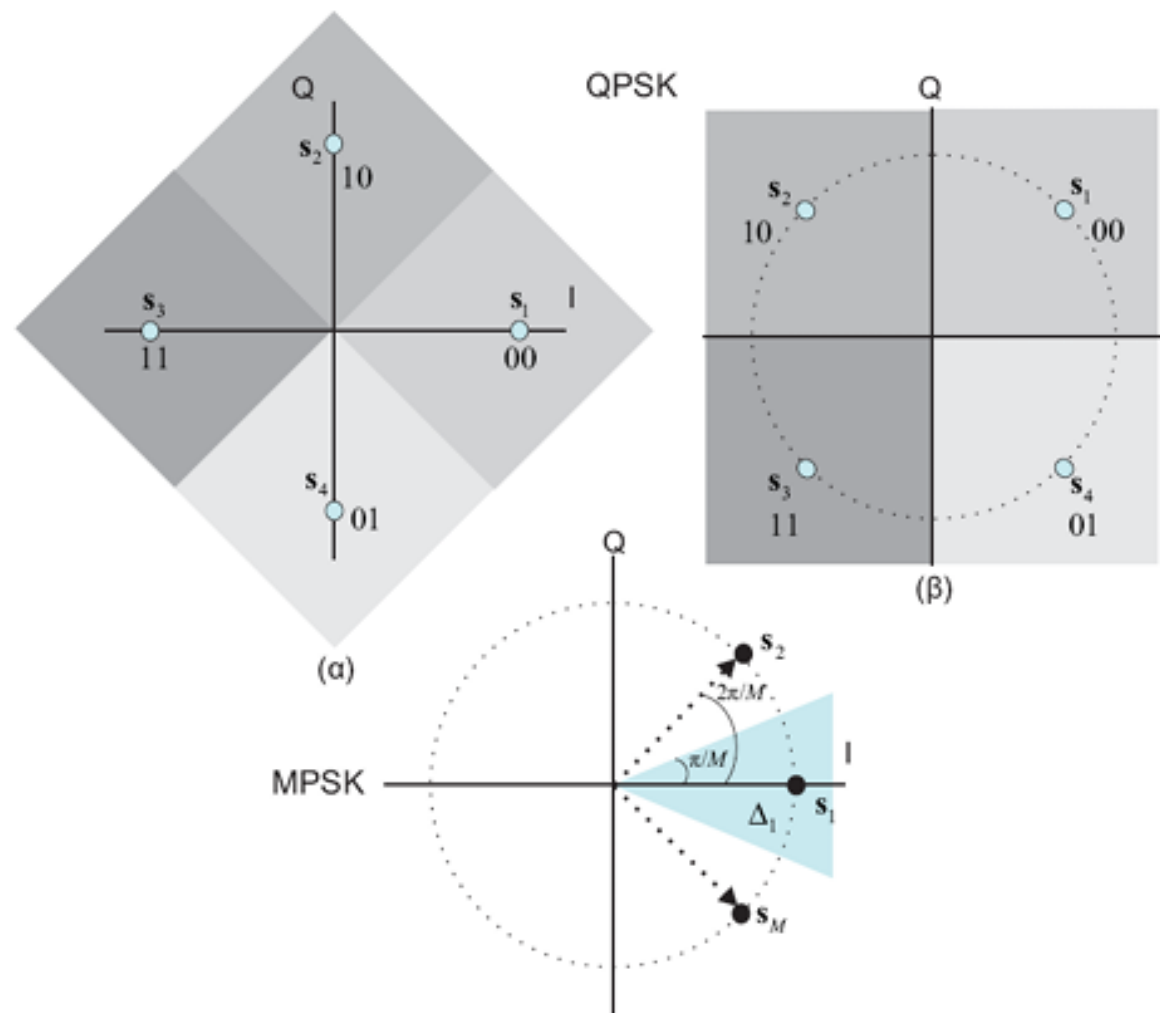 QPSK
Q
s₂
10
s₃
11
s₁
I
00
s₄
01
(α)
Q
s₂
10
s₁
00
s₃
11
s₄
01
(β)
Q
MPSK
s₂
2π/M
π/M
I
Δ₁
s₁
s_M